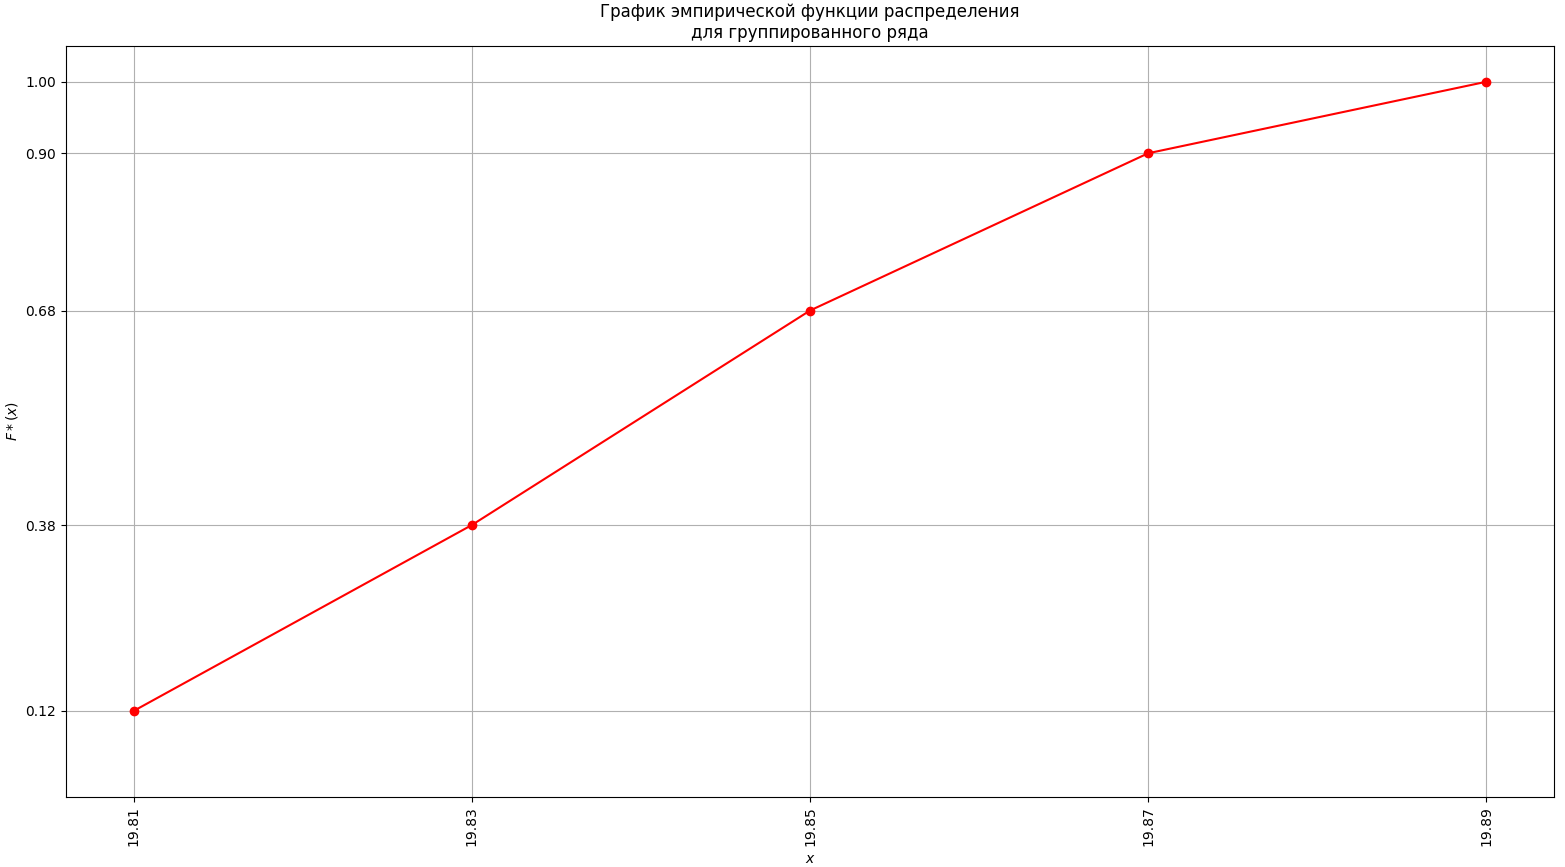 График эмпирической функции распределения
для группированного ряда
1.00
0.90
0.68
0.38
0.12
F*(x)
19.81
19.83
19.85
19.87
19.89
x